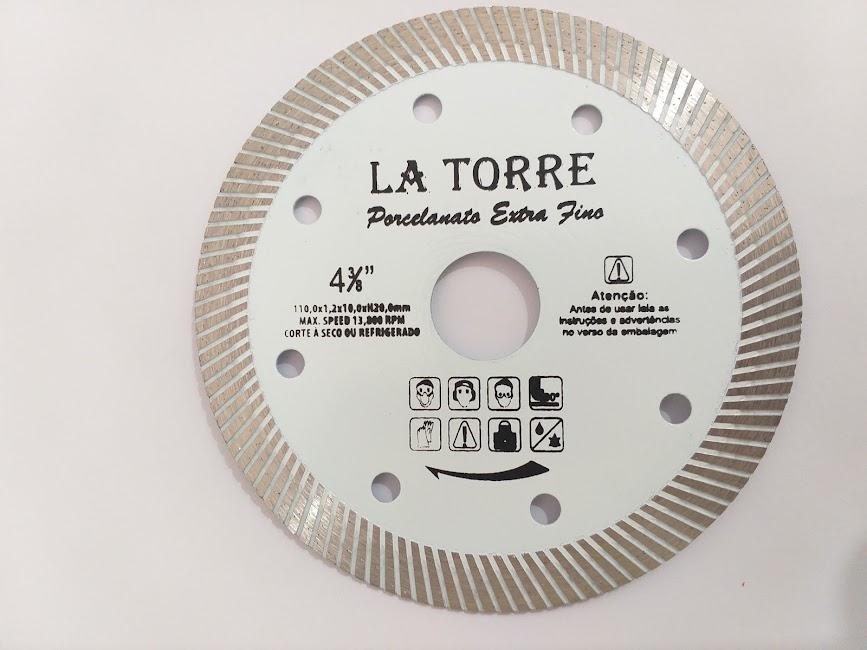 LA TORRE
Porcelanato Extra Fino
4⅜”
110,0x1,2x10,0xH20,0mm
MAX. SPEED 13,800 RPM
CORTE À SECO OU REFRIGERADO
Atenção:
Antes de usar leia as
instruções e advertências
no verso da embalagem
90°